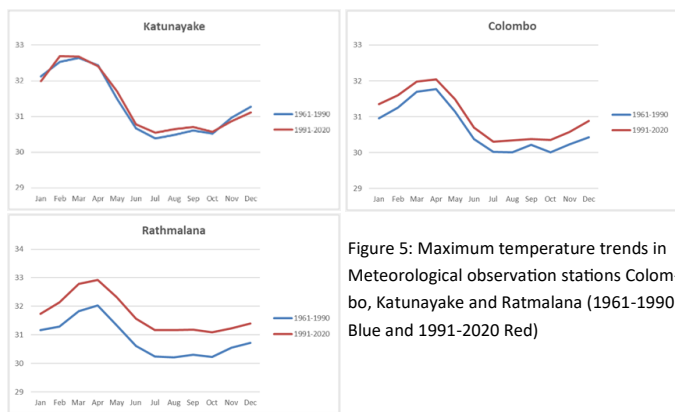 Katunayake
33
32
31
30
29
Jan Feb Mar Apr May Jun Jul Aug Sep Oct Nov Dec
1961-1990
1991-2020
Colombo
33
32
31
30
29
Jan Feb Mar Apr May Jun Jul Aug Sep Oct Nov Dec
1961-1990
1991-2020
Rathmalana
34
33
32
31
30
29
Jan Feb Mar Apr May Jun Jul Aug Sep Oct Nov Dec
1961-1990
1991-2020
Figure 5: Maximum temperature trends in
Meteorological observation stations Colom-
bo, Katunayake and Ratmalana (1961-1990
Blue and 1991-2020 Red)